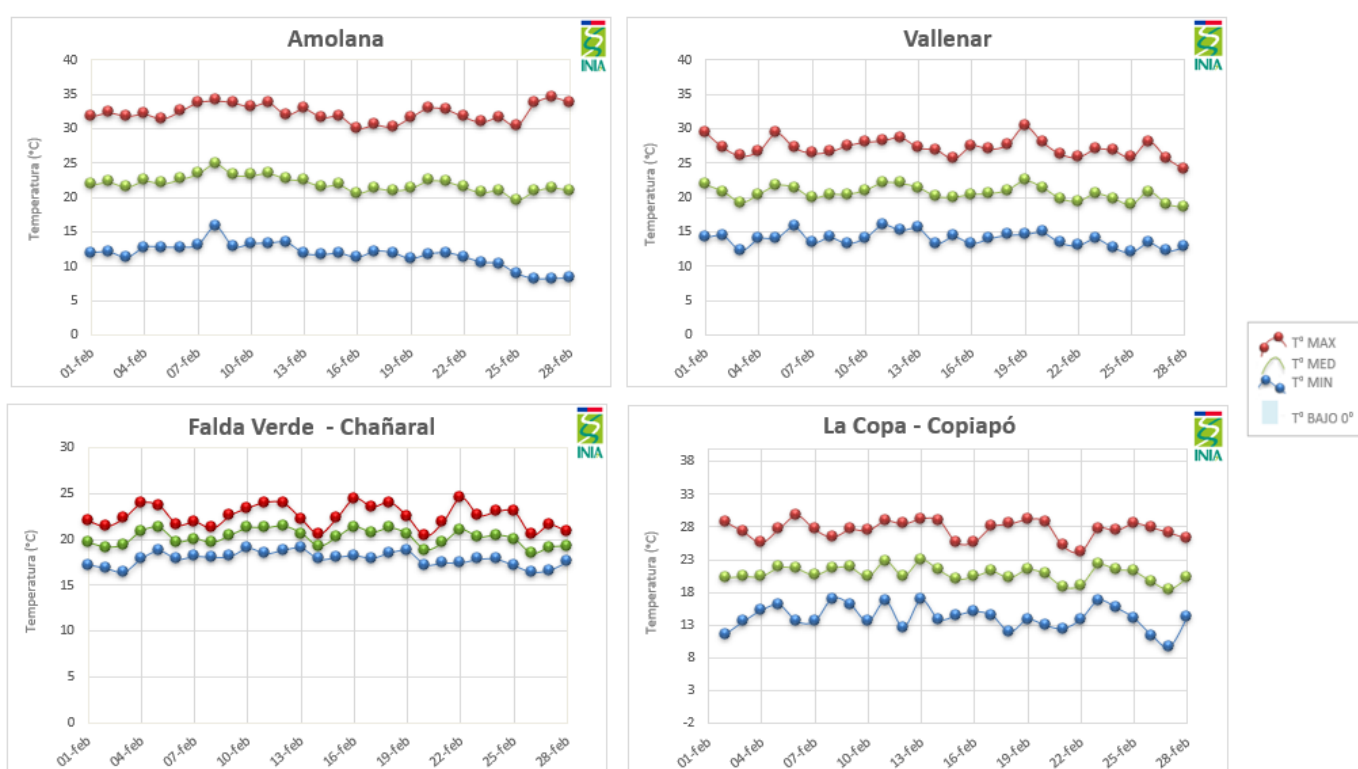 Amolana
INIA
Temperatura (°C)
40
35
30
25
20
15
10
5
0
01-feb
04-feb
07-feb
10-feb
13-feb
16-feb
19-feb
22-feb
25-feb
28-feb
Vallenar
INIA
Temperatura (°C)
40
35
30
25
20
15
10
5
0
01-feb
04-feb
07-feb
10-feb
13-feb
16-feb
19-feb
22-feb
25-feb
28-feb
Tª MAX
Tª MED
Tª MIN
Tª BAJO 0°
Falda Verde - Chañaral
INIA
Temperatura (°C)
30
25
20
15
10
5
0
01-feb
04-feb
07-feb
10-feb
13-feb
16-feb
19-feb
22-feb
25-feb
28-feb
La Copa - Copiapó
INIA
Temperatura (°C)
38
33
28
23
18
13
8
3
-2
01-feb
04-feb
07-feb
10-feb
13-feb
16-feb
19-feb
22-feb
25-feb
28-feb